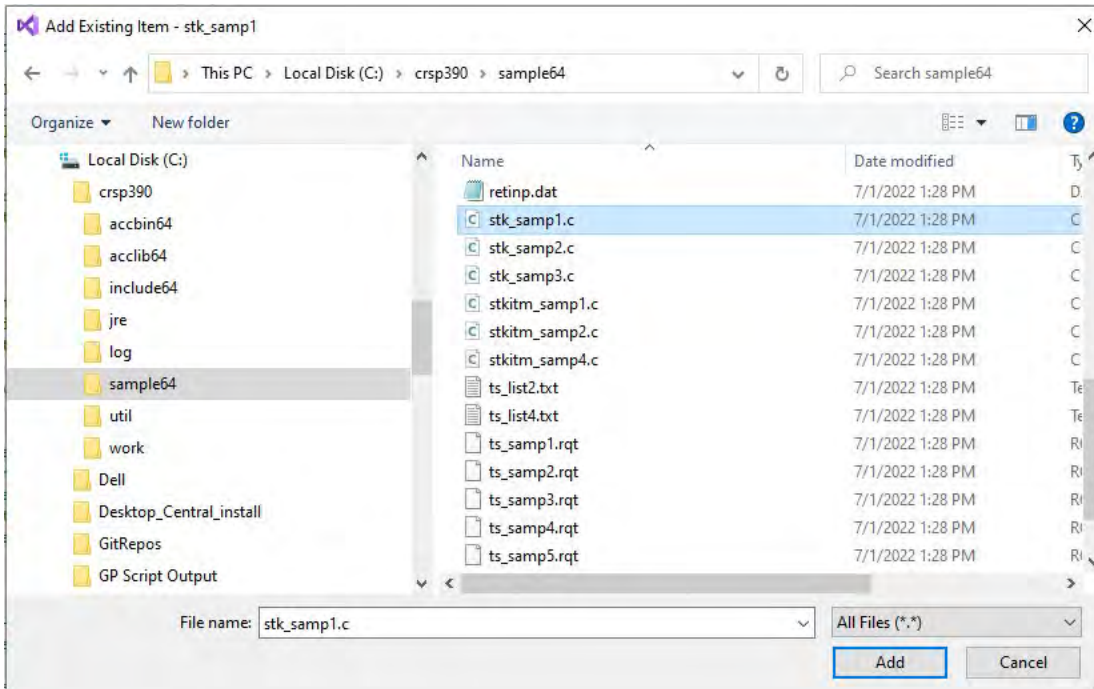 Add Existing Item - stk_samp1
This PC > Local Disk (C:) > crsp390 > sample64
Search sample64
Organize
New folder
Local Disk (C:)
crsp390
accbin64
acclib64
include64
jre
log
sample64
util
work
Dell
Desktop_Central_install
GitRepos
GP Script Output
Name Date modified
retinp.dat 7/1/2022 1:28 PM D
stk_samp1.c 7/1/2022 1:28 PM C
stk_samp2.c 7/1/2022 1:28 PM C
stk_samp3.c 7/1/2022 1:28 PM C
stkitm_samp1.c 7/1/2022 1:28 PM C
stkitm_samp2.c 7/1/2022 1:28 PM C
stkitm_samp4.c 7/1/2022 1:28 PM C
ts_list2.txt 7/1/2022 1:28 PM Te
ts_list4.txt 7/1/2022 1:28 PM Te
ts_samp1.rqt 7/1/2022 1:28 PM
ts_samp2.rqt 7/1/2022 1:28 PM
ts_samp3.rqt 7/1/2022 1:28 PM
ts_samp4.rqt 7/1/2022 1:28 PM
ts_samp5.rqt 7/1/2022 1:28 PM
File name: stk_samp1.c
All Files (*.*)
Add
Cancel